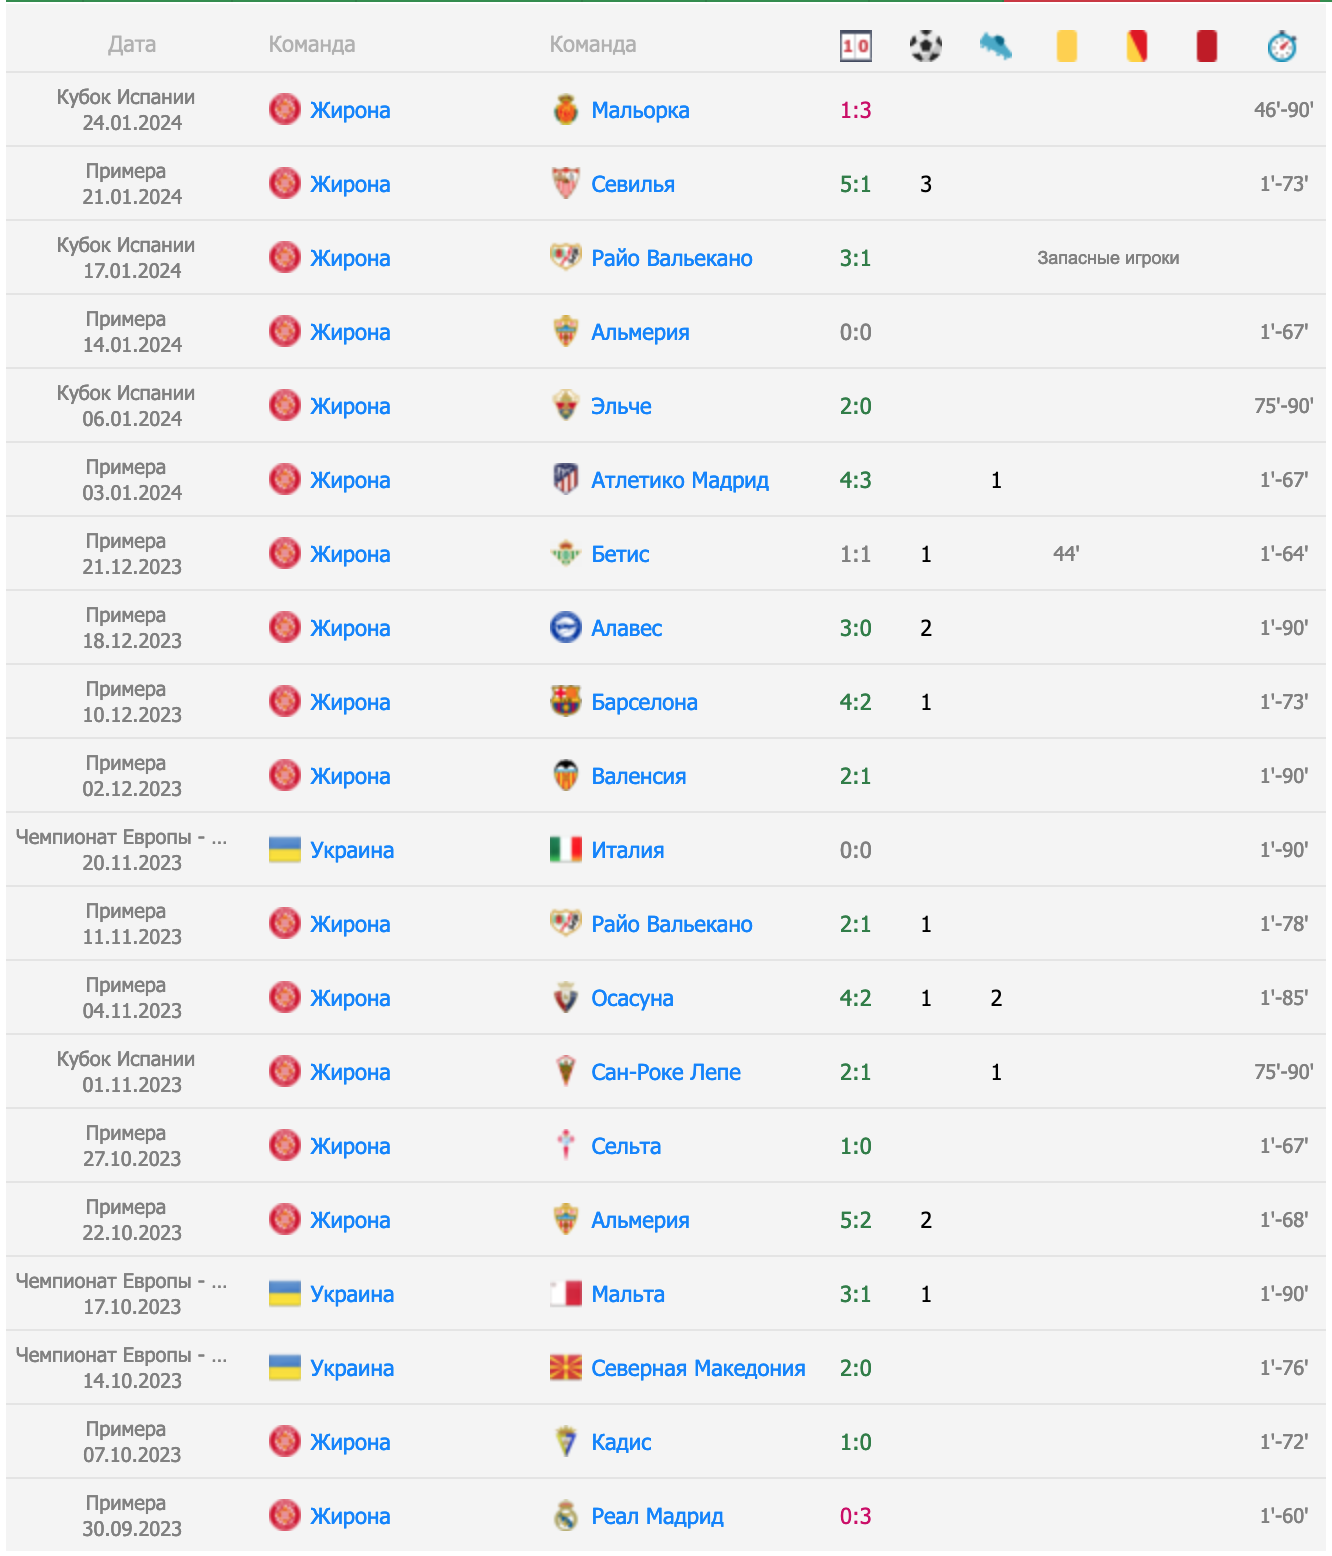 Дата Команда Команда 1 0
Кубок Испании
24.01.2024 Жирона Мальорка 1:3 46'-90'
Примера
21.01.2024 Жирона Севилья 5:1 3 1'-73'
Кубок Испании
17.01.2024 Жирона Райо Вальекано 3:1 Запасные игроки
Примера
14.01.2024 Жирона Альмерия 0:0 1'-67'
Кубок Испании
06.01.2024 Жирона Эльче 2:0 75'-90'
Примера
03.01.2024 Жирона Атлетико Мадрид 4:3 1 1'-67'
Примера
21.12.2023 Жирона Бетис 1:1 1 44' 1'-64'
Примера
18.12.2023 Жирона Алавес 3:0 2 1'-90'
Примера
10.12.2023 Жирона Барселона 4:2 1 1'-73'
Примера
02.12.2023 Жирона Валенсия 2:1 1'-90'
Чемпионат Европы - ...
20.11.2023 Украина Италия 0:0 1'-90'
Примера
11.11.2023 Жирона Райо Вальекано 2:1 1 1'-78'
Примера
04.11.2023 Жирона Осасуна 4:2 1 2 1'-85'
Кубок Испании
01.11.2023 Жирона Сан-Роке Лепе 2:1 1 75'-90'
Примера
27.10.2023 Жирона Сельта 1:0 1'-67'
Примера
22.10.2023 Жирона Альмерия 5:2 2 1'-68'
Чемпионат Европы - ...
17.10.2023 Украина Мальта 3:1 1 1'-90'
Чемпионат Европы - ...
14.10.2023 Украина Северная Македония 2:0 1'-76'
Примера
07.10.2023 Жирона Кадис 1:0 1'-72'
Примера
30.09.2023 Жирона Реал Мадрид 0:3 1'-60'